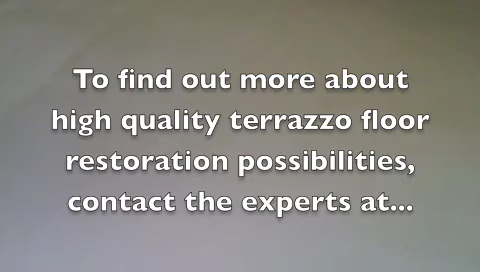 To find out more about
high quality terrazzo floor
restoration possibilities,
contact the experts at...